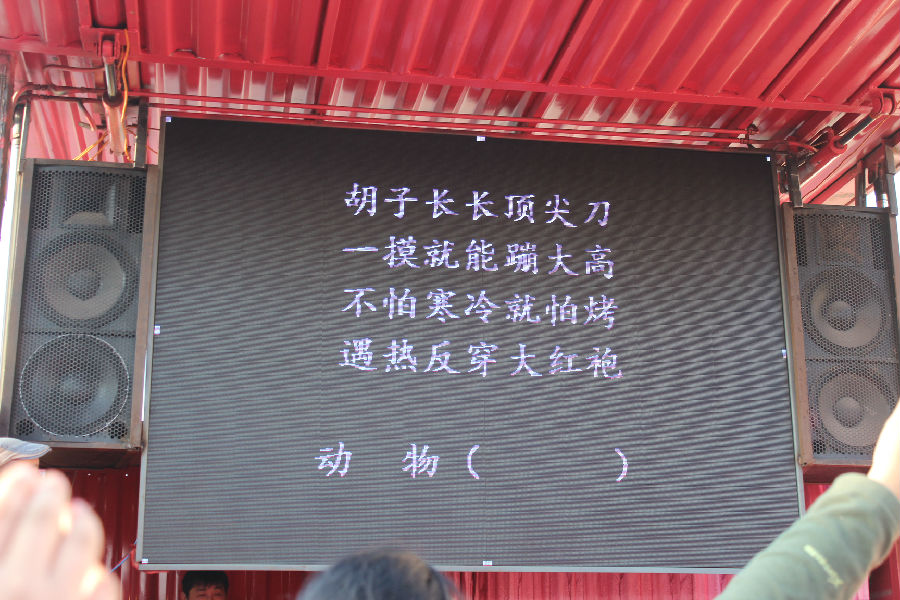 胡子长长顶尖刀
一摸就能蹦大高
不怕寒冷就怕烤
遇热反穿大红袍
动 物（ ）